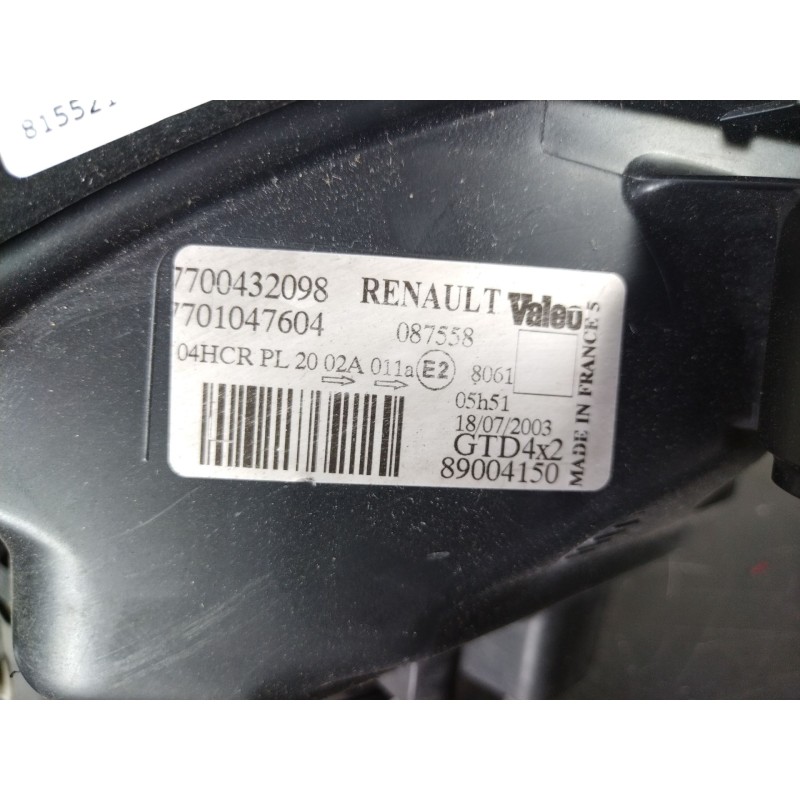 815521
7700432098 RENAULT Valeo
7701047604 087558
04HCR PL 20 02A 011a E2 8061
05h51
18/07/2003
GTD4x2
89004150
MADE IN FRANCE 5